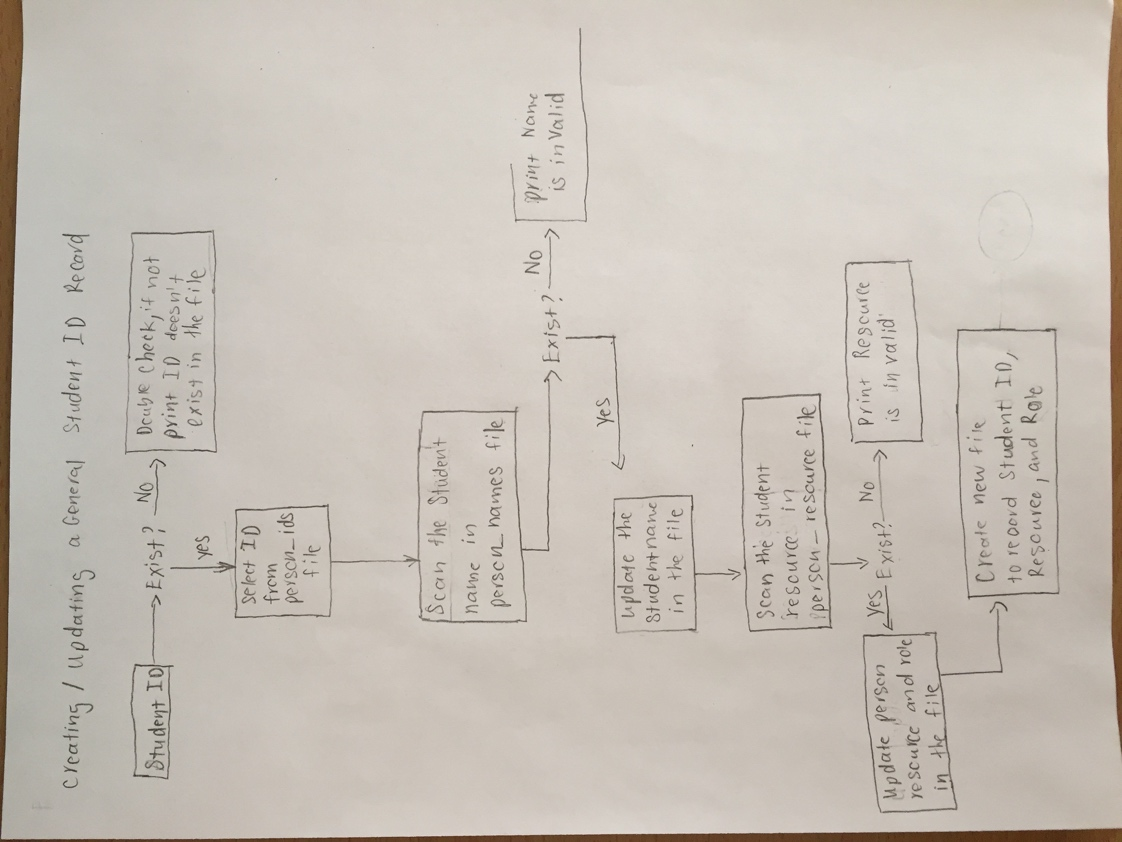 Creating / Updating a General Student ID Record
Student ID
Exist?
No
Double Check, if not
print ID doesn't
exist in the file
yes
Select ID
from
person_ids
file
Scan the Student
name in
person_names file
Exist?
No
print Name
is invalid
yes
update the
Student name
in the file
Scan the Student
resource in
person_resource file
Exist?
No
print Resource
is invalid
yes
update person
resource and role
in the file
Create new file
to record Student ID,
Resource, and Role